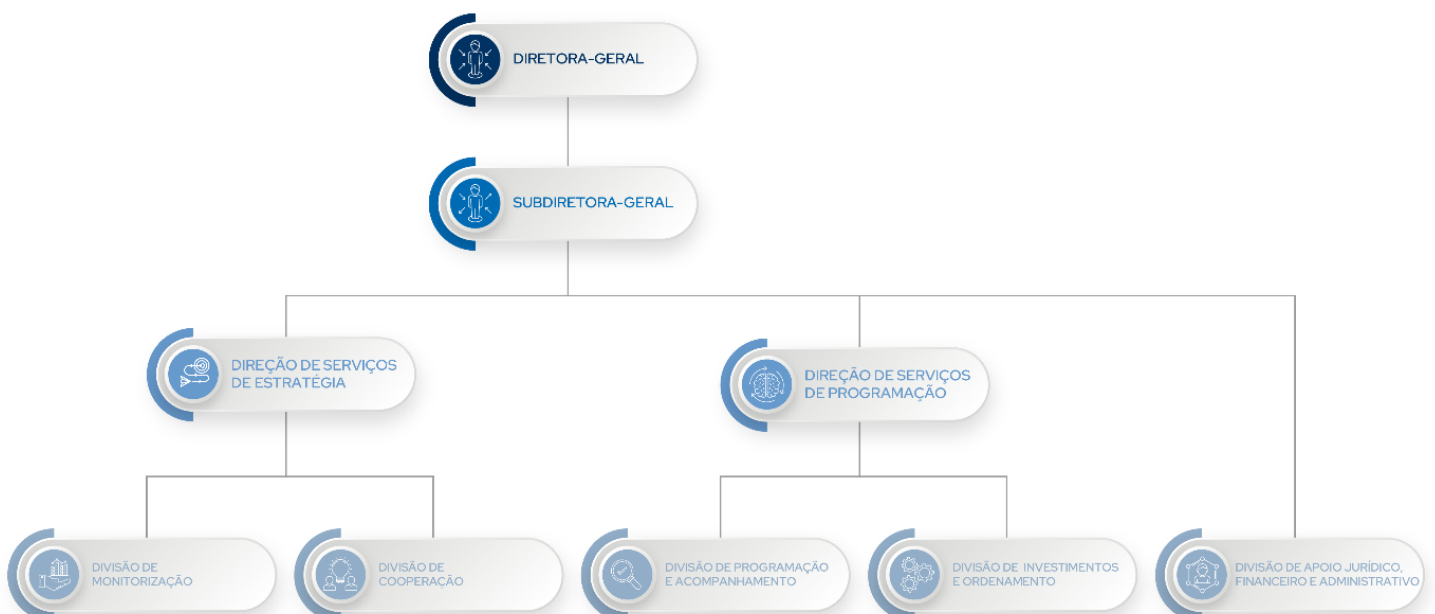 DIRETORA-GERAL
SUBDIRETORA-GERAL
DIREÇÃO DE SERVIÇOS
DE ESTRATÉGIA
DIREÇÃO DE SERVIÇOS
DE PROGRAMAÇÃO
DIVISÃO DE
MONITORIZAÇÃO
DIVISÃO DE
COOPERAÇÃO
DIVISÃO DE PROGRAMAÇÃO
E ACOMPANHAMENTO
DIVISÃO DE INVESTIMENTOS
E ORDENAMENTO
DIVISÃO DE APOIO JURÍDICO,
FINANCEIRO E ADMINISTRATIVO